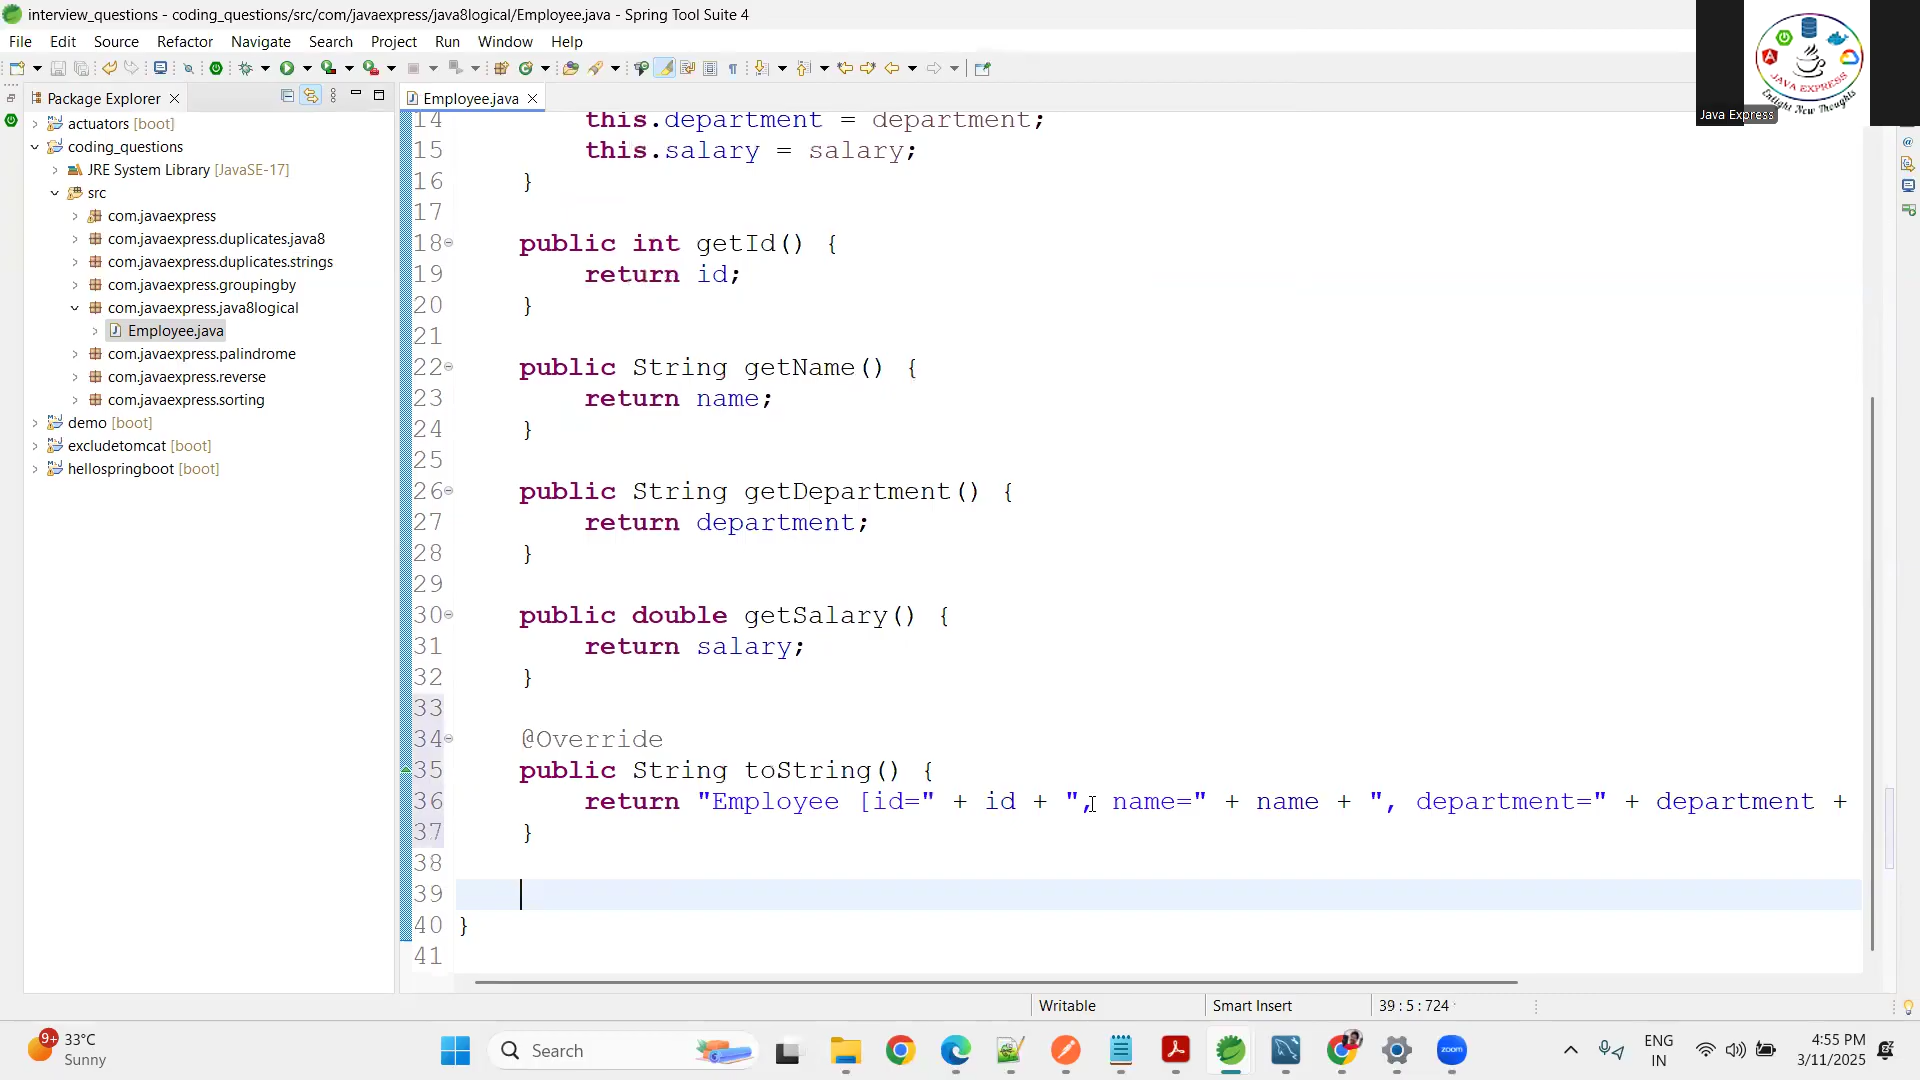 interview_questions - coding_questions/src/com/javaexpress/java8logical/Employee.java - Spring Tool Suite 4
File Edit Source Refactor Navigate Search Project Run Window Help
JAVA EXPRESS
Enlight New Thoughts
Java Express
Package Explorer
actuators [boot]
coding_questions
JRE System Library [JavaSE-17]
src
com.javaexpress
com.javaexpress.duplicates.java8
com.javaexpress.duplicates.strings
com.javaexpress.groupingby
com.javaexpress.java8logical
Employee.java
com.javaexpress.palindrome
com.javaexpress.reverse
com.javaexpress.sorting
demo [boot]
excludetomcat [boot]
hellospringboot [boot]
Employee.java
14 this.department = department;
15 this.salary = salary;
16 }
17
18 public int getId() {
19 return id;
20 }
21
22 public String getName() {
23 return name;
24 }
25
26 public String getDepartment() {
27 return department;
28 }
29
30 public double getSalary() {
31 return salary;
32 }
33
34 @Override
35 public String toString() {
36 return "Employee [id=" + id + ", name=" + name + ", department=" + department +
37 }
38
39
40 }
41
Writable Smart Insert 39 : 5 : 724
9+ 33°C
Sunny
Search
zoom
ENG
IN
4:55 PM
3/11/2025